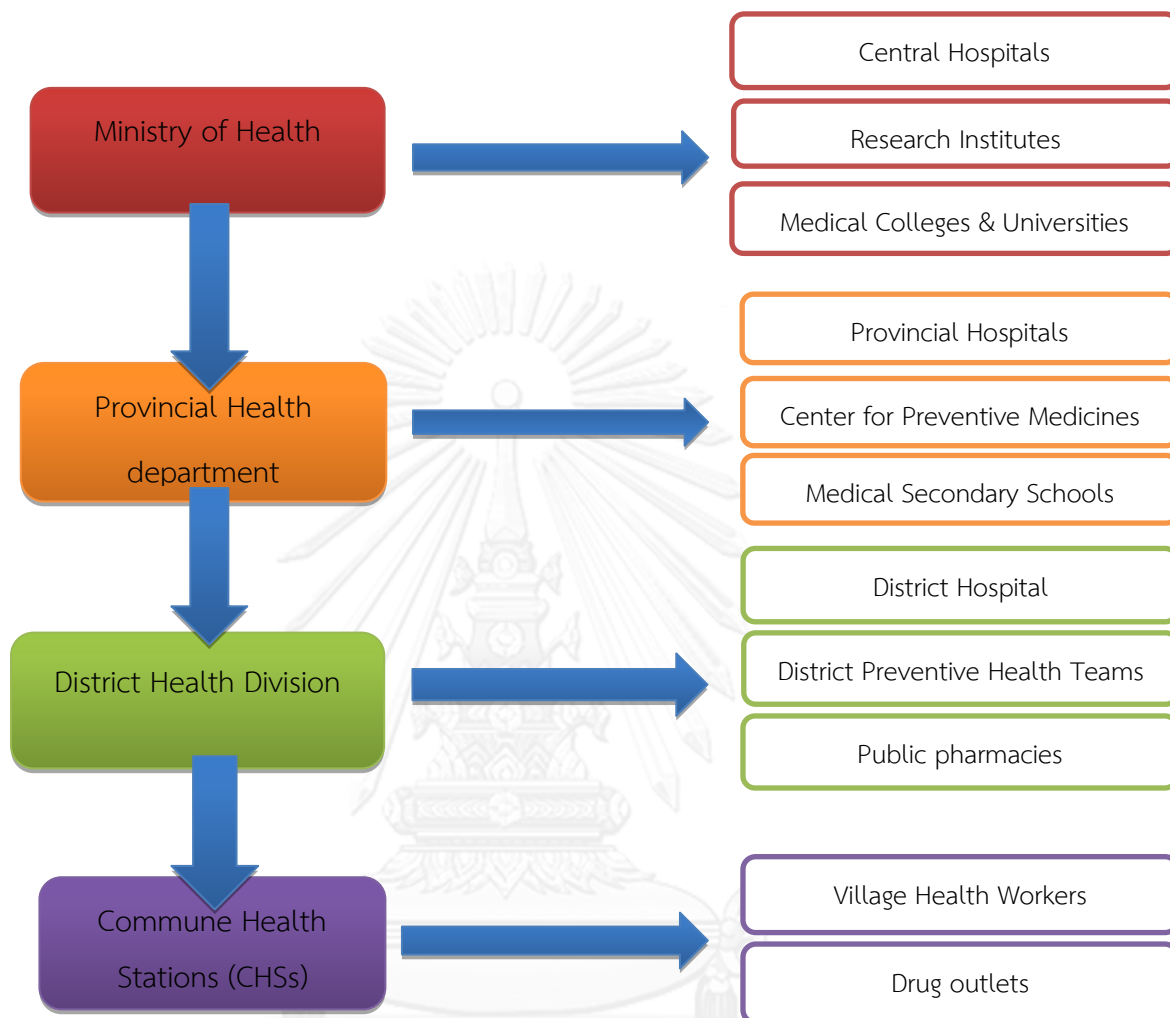 Ministry of Health
Central Hospitals
Research Institutes
Medical Colleges & Universities
Provincial Health
department
Provincial Hospitals
Center for Preventive Medicines
Medical Secondary Schools
District Health Division
District Hospital
District Preventive Health Teams
Public pharmacies
Commune Health
Stations (CHSs)
Village Health Workers
Drug outlets